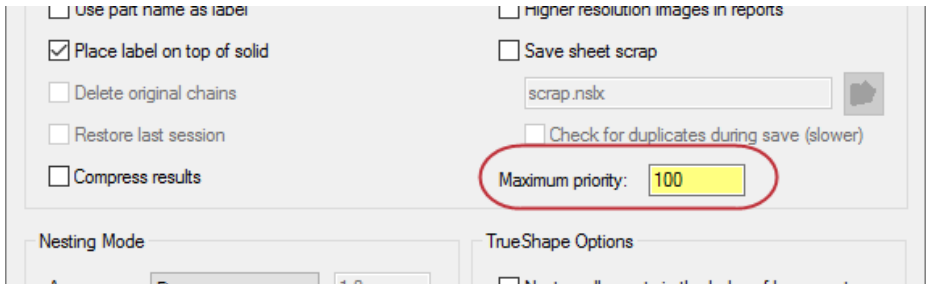 Use part name as label
Higher resolution images in reports
Place label on top of solid
Save sheet scrap
Delete original chains
scrap.nslx
Restore last session
Check for duplicates during save (slower)
Compress results
Maximum priority: 100
Nesting Mode
TrueShape Options